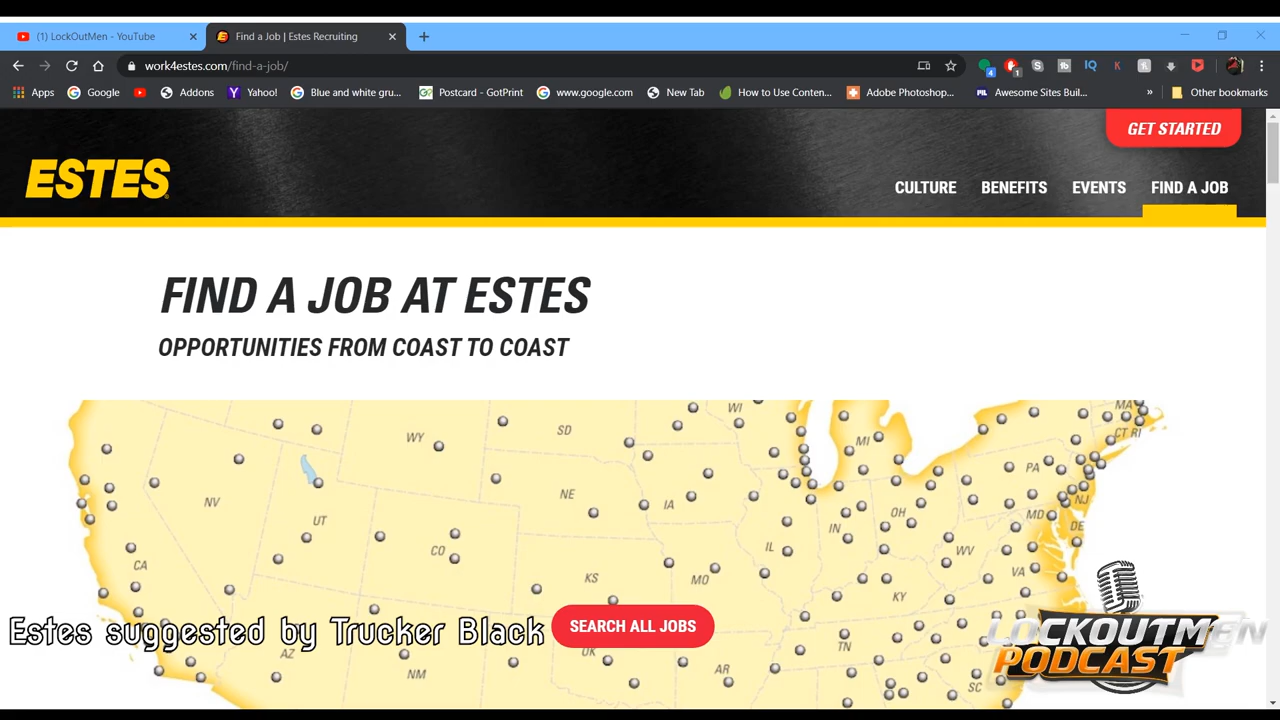 (1) LockOutMen - YouTube
Find a Job | Estes Recruiting
work4estes.com/find-a-job/
4
1
fb
IQ
K
Apps
Google
Addons
Yahoo!
Blue and white gru...
Postcard - GotPrint
www.google.com
New Tab
How to Use Conten...
Adobe Photoshop...
Awesome Sites Buil...
»
Other bookmarks
GET STARTED
ESTES
CULTURE
BENEFITS
EVENTS
FIND A JOB
FIND A JOB AT ESTES
OPPORTUNITIES FROM COAST TO COAST
WI
MA
WY
SD
MI
CT RI
PA
NV
NE
IA
OH
NJ
UT
IN
MD
DE
CO
IL
WV
CA
KS
MO
VA
KY
Estes suggested by Trucker Black
SEARCH ALL JOBS
LOCKOUTMEN
PODCAST
AZ
NM
OK
AR
TN
SC